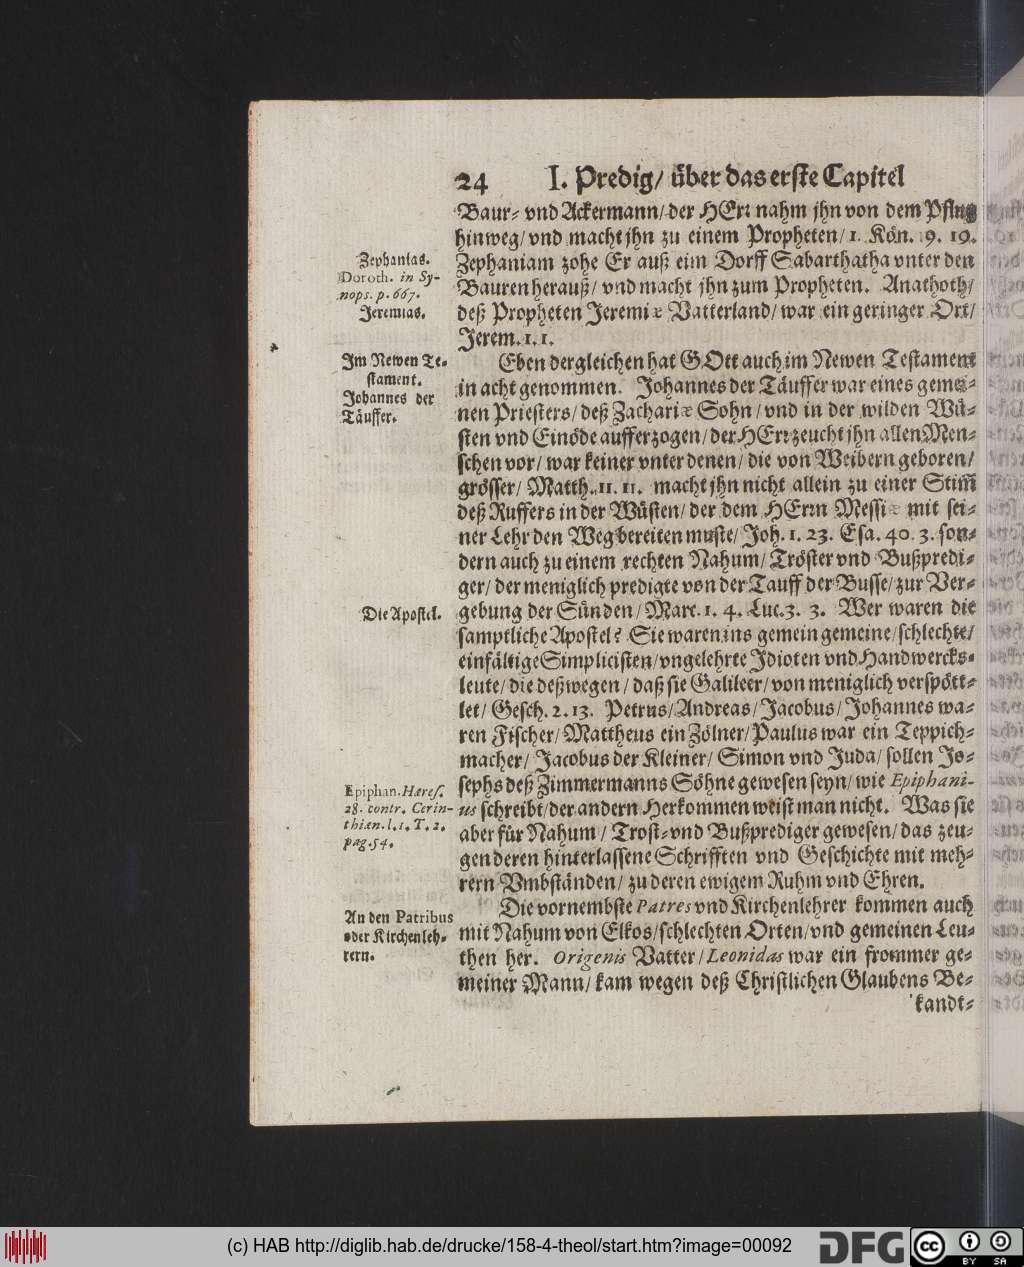 24 I. Predig/ über das erste Capitel
Baur- vnd Ackermann/ der HErr nahm jhn von dem Pflug
hinweg/ vnd macht jhn zu einem Propheten/ 1. Kön. 9. 19.
Zephanias.
Doroth. in Sy-
nops. p. 667.
Jeremias.
Zephaniam zohe Er auß eim Dorff Sabarthatha vnter den
Bauren herauß/ vnd macht jhn zum Propheten. Anathoth/
deß Propheten Jeremiæ Vatterland/ war ein geringer Ort/
Jerem. 1. 1.
Im Newen Te-
stament.
Johannes der
Täuffer.
Eben dergleichen hat GOtt auch im Newen Testament
in acht genommen. Johannes der Täuffer war eines gemei-
nen Priesters/ deß Zachariæ Sohn/ vnd in der wilden Wü-
sten vnd Einöde aufferzogen/ der HErr zeucht jhn allen Men-
schen vor/ war keiner vnter denen/ die von Weibern geboren/
grösser/ Matth. 11. 11. macht jhn nicht allein zu einer Stim̃
deß Ruffers in der Wüsten/ der dem HErrn Messiæ mit sei-
ner Lehr den Weg bereiten muste/ Joh. 1. 23. Esa. 40. 3. son-
dern auch zu einem rechten Nahum/ Tröster vnd Bußpredi-
ger/ der meniglich predigte von der Tauff der Busse/ zur Ver-
gebung der Sünden/ Marc. 1. 4. Luc. 3. 3. Wer waren die
Die Apostel.
samptliche Apostel? Sie waren ins gemein gemeine/ schlechte/
einfältige Simplicisten/ vngelehrte Idioten vnd Handwercks-
leute/ die deßwegen/ daß sie Galileer/ von meniglich verspött-
let/ Gesch. 2. 13. Petrus/ Andreas/ Jacobus/ Johannes wa-
ren Fischer/ Mattheus ein Zölner/ Paulus war ein Teppich-
macher/ Jacobus der Kleiner/ Simon vnd Juda/ sollen Jo-
sephs deß Zimmermanns Söhne gewesen seyn/ wie Epiphani-
us schreibt/ der andern Herkommen weist man nicht. Was sie
Epiphan. Hæres.
28. contr. Cerin-
thiæn. l. 1. T. 2.
pag. 54.
aber für Nahum/ Trost- vnd Bußprediger gewesen/ das zeu-
gen deren hinterlassene Schrifften vnd Geschichte mit meh-
rern Vmbständen/ zu deren ewigem Ruhm vnd Ehren.
An den Patribus
oder Kirchenleh-
rern.
Die vornembste Patres vnd Kirchenlehrer kommen auch
mit Nahum von Elkos/ schlechten Orten/ vnd gemeinen Leu-
then her. Origenis Vatter/ Leonidas war ein frommer ge-
meiner Mann/ kam wegen deß Christlichen Glaubens Be-
kandt-
(c) HAB http://diglib.hab.de/drucke/158-4-theol/start.htm?image=00092
DFG
cc BY SA